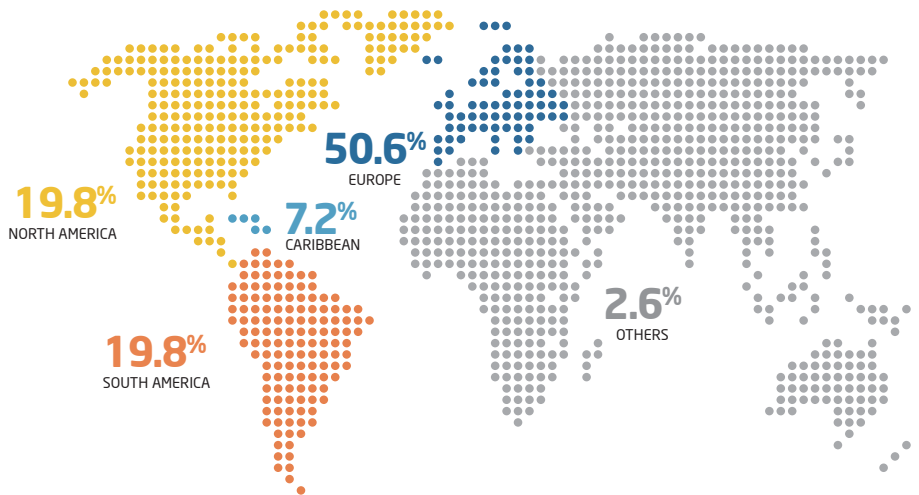 50.6%
EUROPE
19.8%
NORTH AMERICA
7.2%
CARIBBEAN
2.6%
OTHERS
19.8%
SOUTH AMERICA